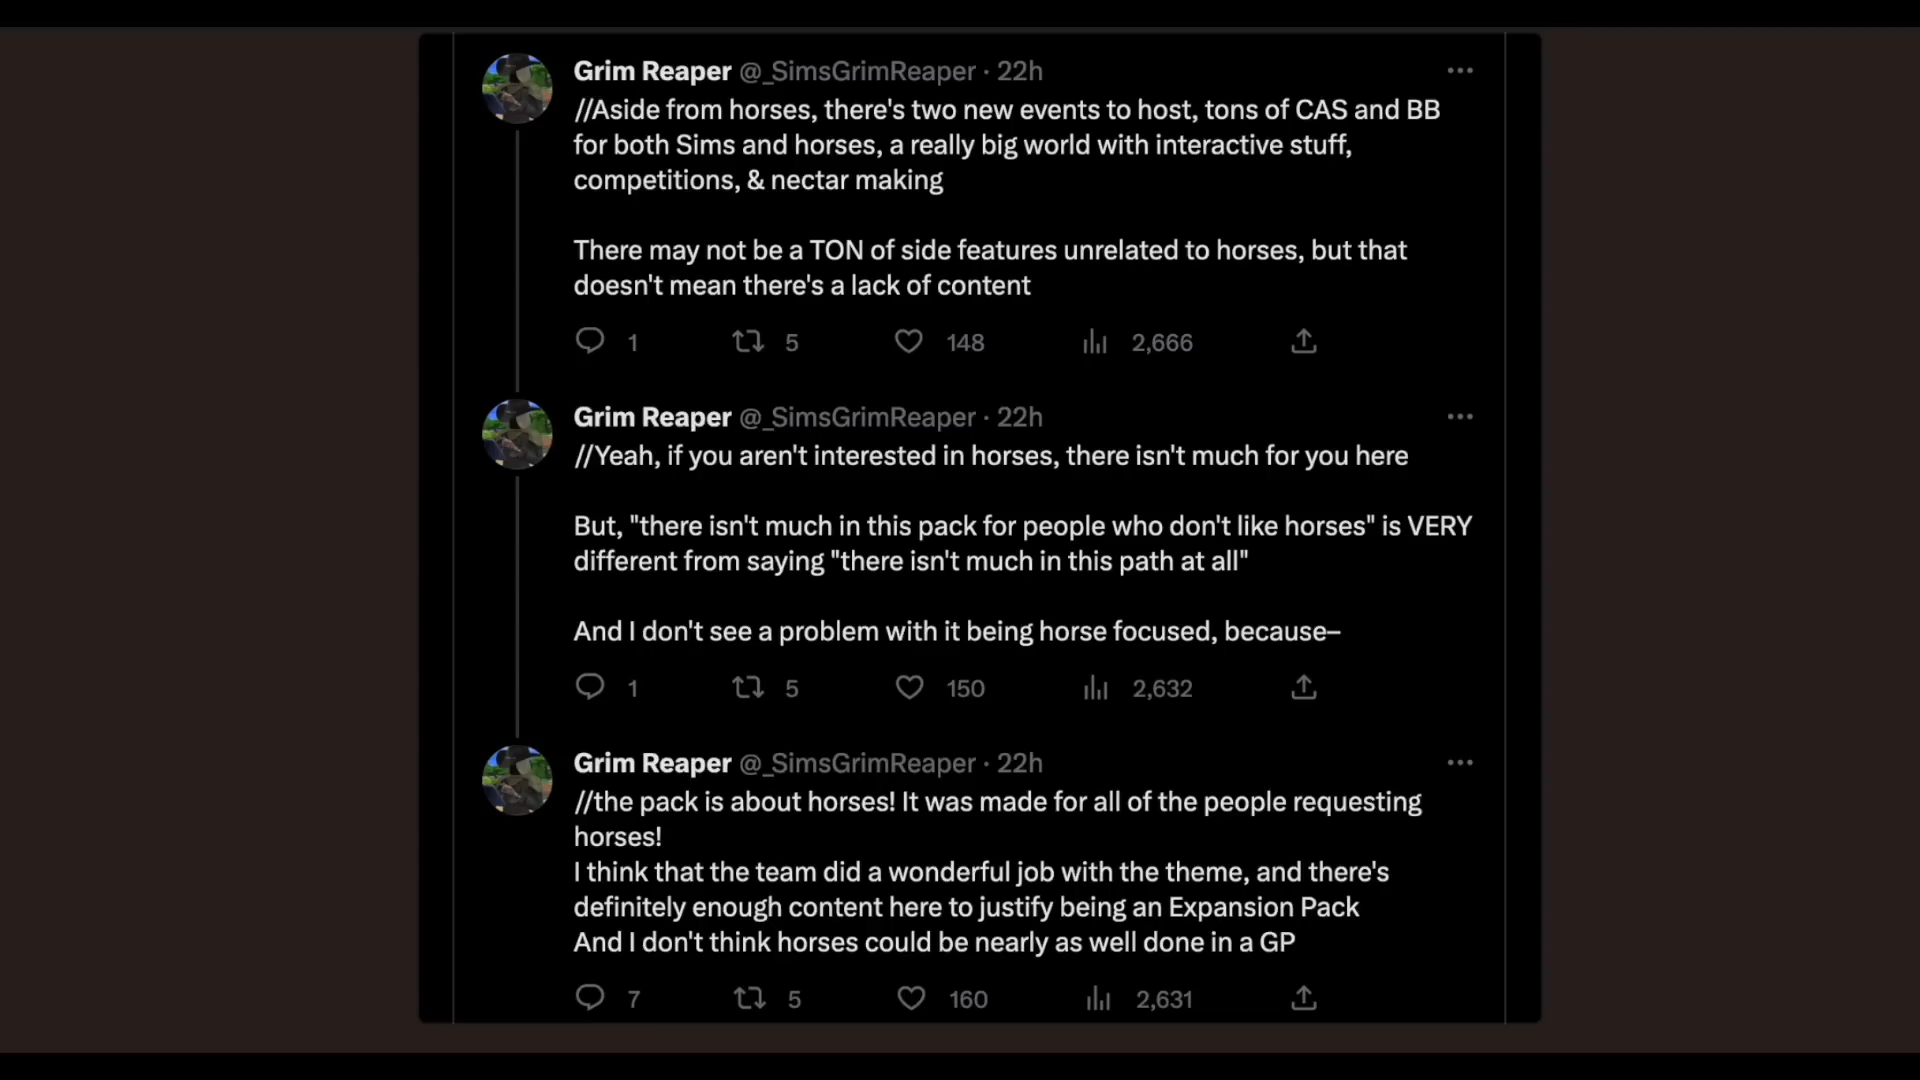 Grim Reaper @_SimsGrimReaper · 22h
//Aside from horses, there's two new events to host, tons of CAS and BB
for both Sims and horses, a really big world with interactive stuff,
competitions, & nectar making
There may not be a TON of side features unrelated to horses, but that
doesn't mean there's a lack of content
1 5 148 2,666
Grim Reaper @_SimsGrimReaper · 22h
//Yeah, if you aren't interested in horses, there isn't much for you here
But, "there isn't much in this pack for people who don't like horses" is VERY
different from saying "there isn't much in this path at all"
And I don't see a problem with it being horse focused, because–
1 5 150 2,632
Grim Reaper @_SimsGrimReaper · 22h
//the pack is about horses! It was made for all of the people requesting
horses!
I think that the team did a wonderful job with the theme, and there's
definitely enough content here to justify being an Expansion Pack
And I don't think horses could be nearly as well done in a GP
7 5 160 2,631